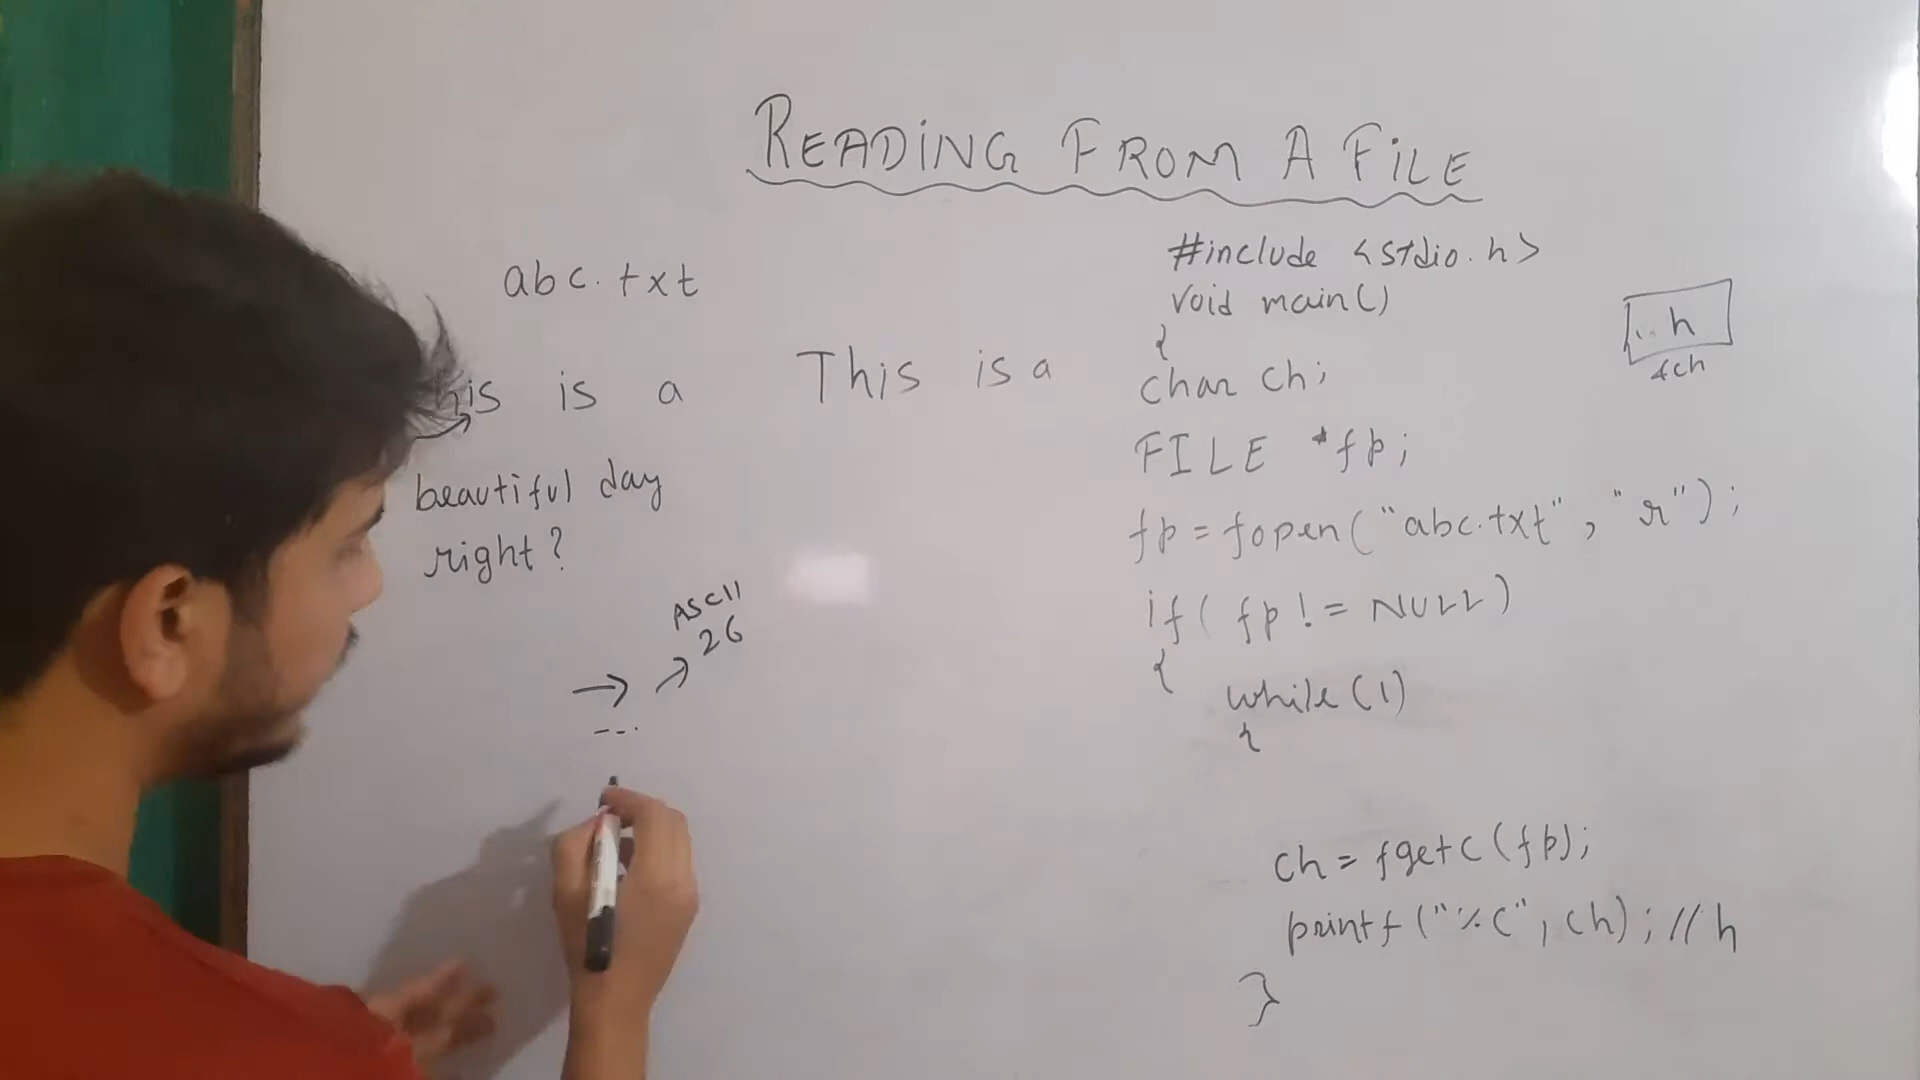 READING FROM A FILE
abc.txt
is a
beautiful day
right?
ASCII
26
This is a
#include <stdio.h>
void main()
{
char ch;
FILE *fp;
fp = fopen("abc.txt", "r");
if( fp != NULL)
{
while(1)
{
ch = fgetc(fp);
printf("%c", ch); // h
}
h
ch